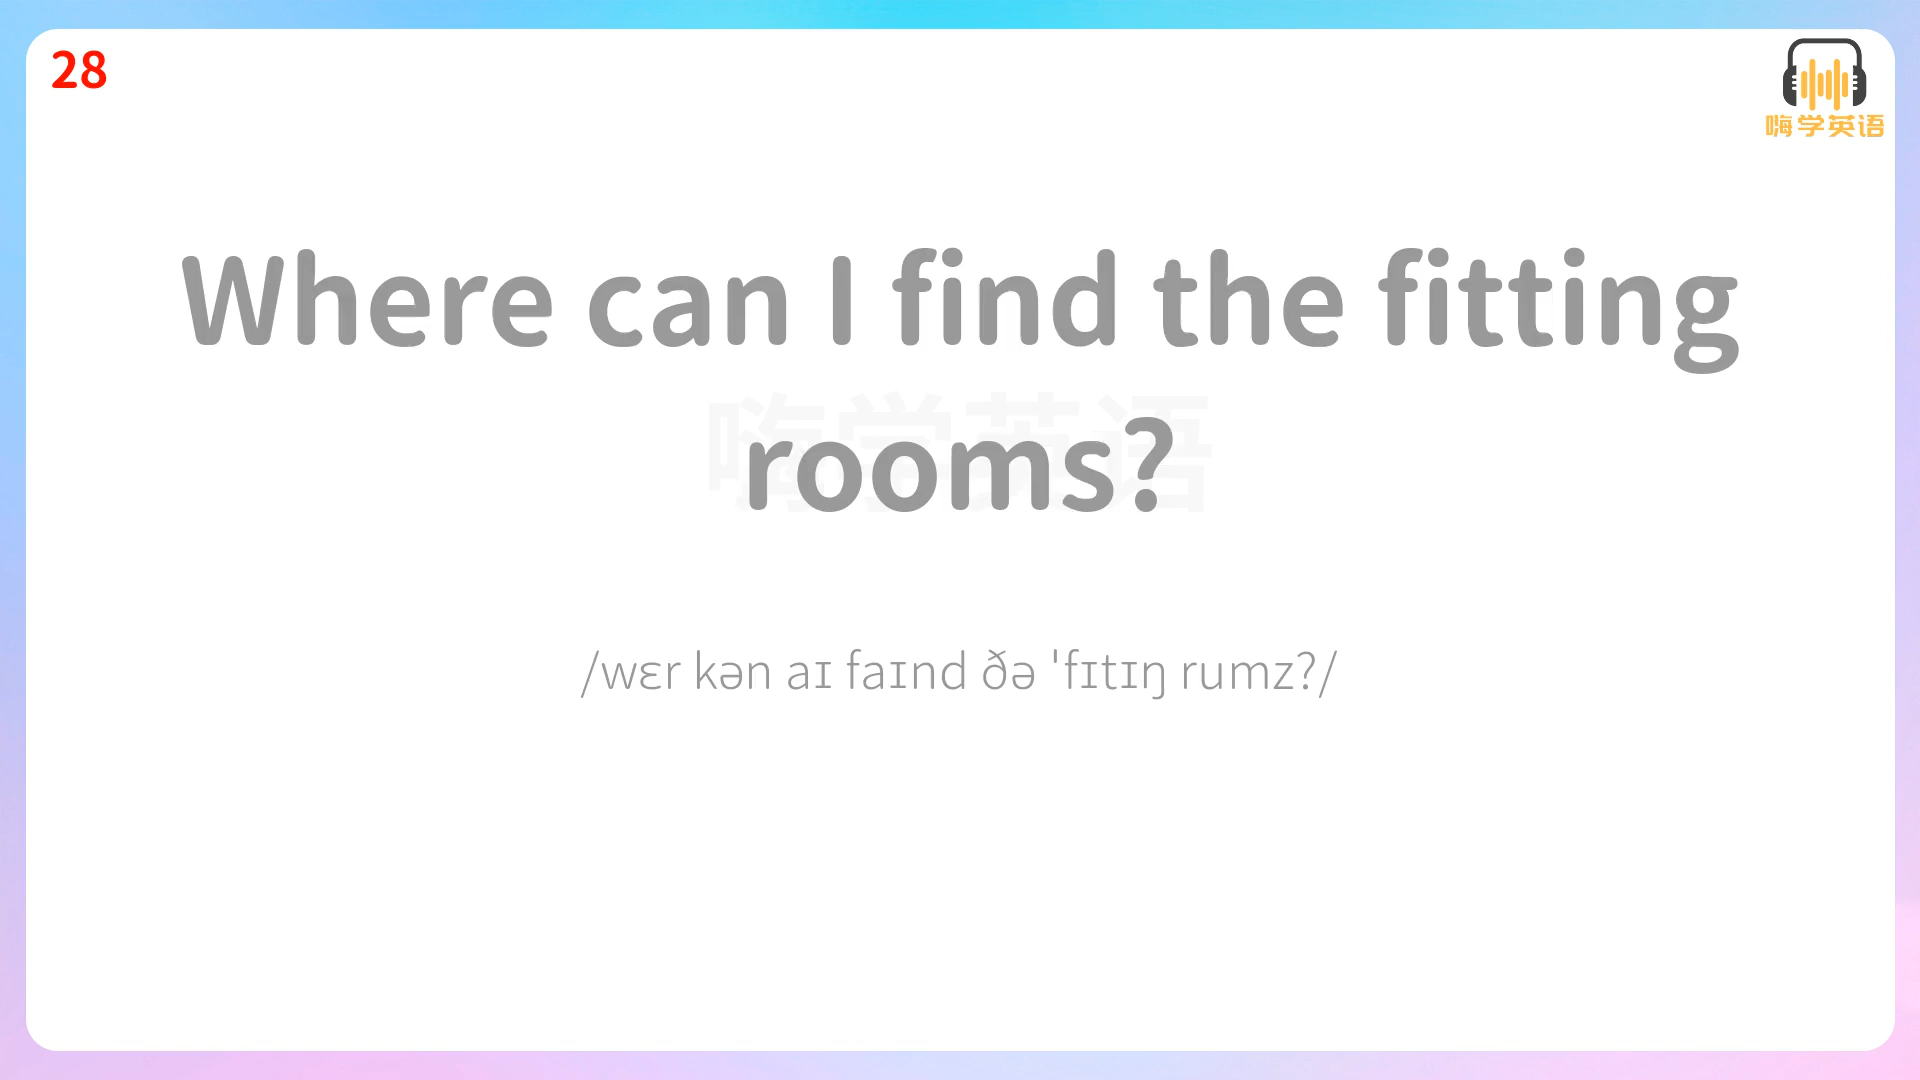 28
嗨学英语
Where can I find the fitting
rooms?
嗨学英语
/wɛr kən aɪ faɪnd ðə ˈfɪtɪŋ rumz?/